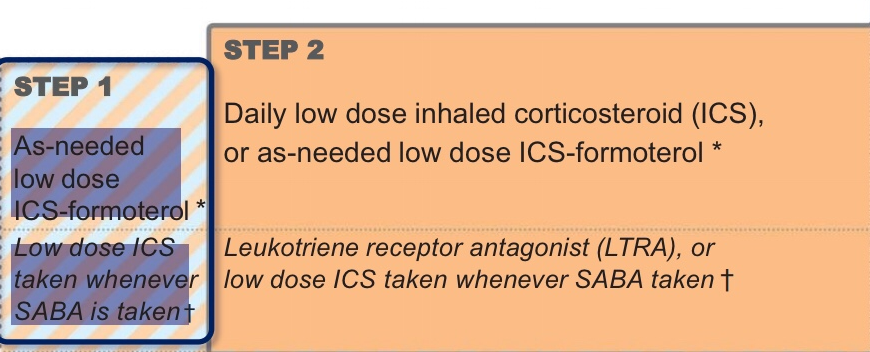 STEP 1
As-needed
low dose
ICS-formoterol *
Low dose ICS
taken whenever
SABA is taken†
STEP 2
Daily low dose inhaled corticosteroid (ICS),
or as-needed low dose ICS-formoterol *
Leukotriene receptor antagonist (LTRA), or
low dose ICS taken whenever SABA taken †